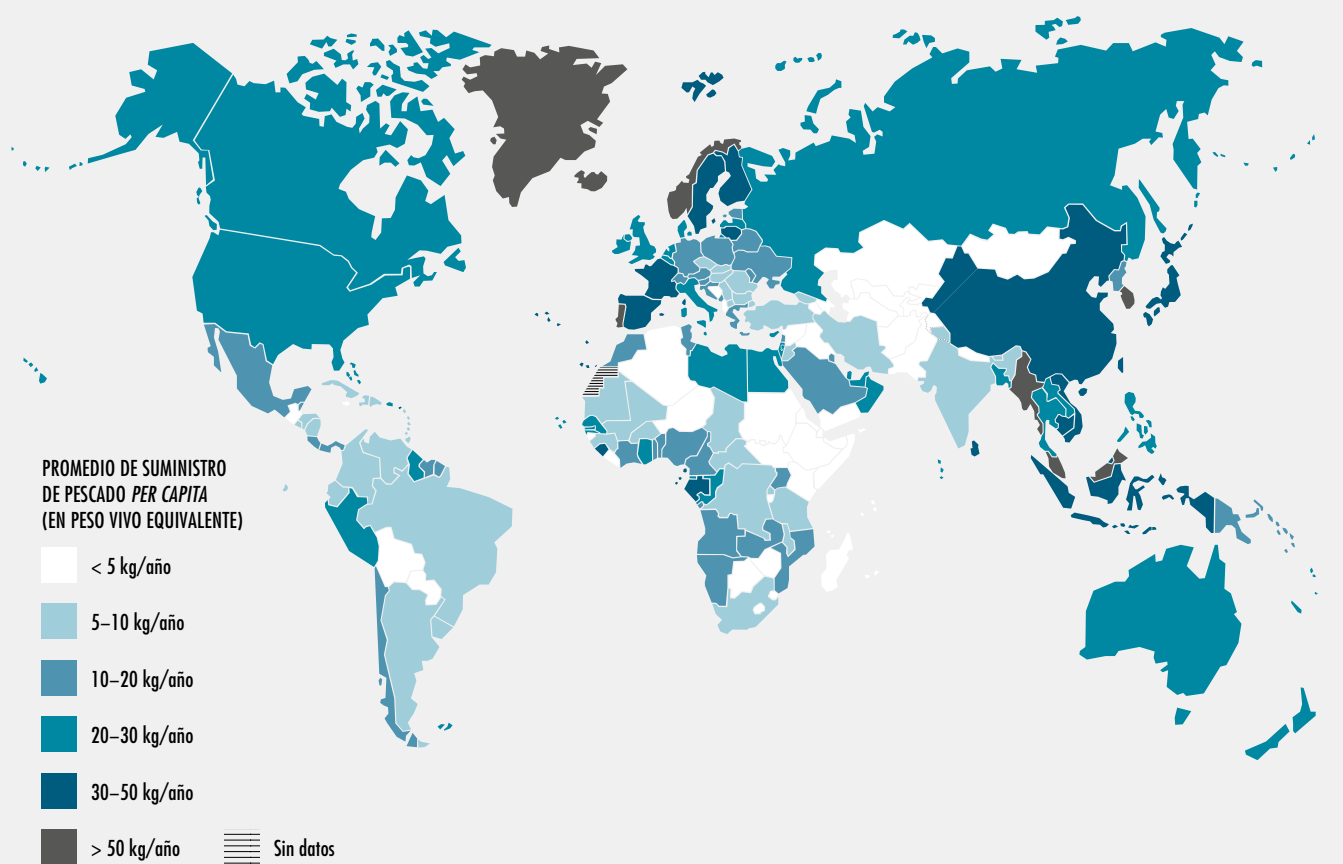 PROMEDIO DE SUMINISTRO
DE PESCADO PER CAPITA
(EN PESO VIVO EQUIVALENTE)
< 5 kg/año
5–10 kg/año
10–20 kg/año
20–30 kg/año
30–50 kg/año
> 50 kg/año
Sin datos